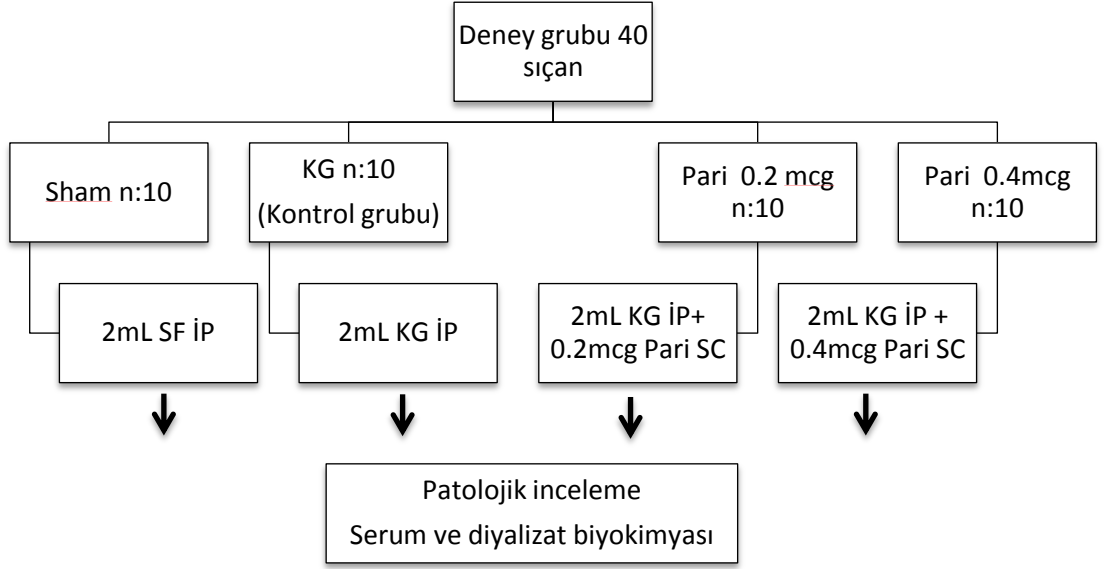 Deney grubu 40
sıçan
Sham n:10
KG n:10
(Kontrol grubu)
Pari 0.2 mcg
n:10
Pari 0.4mcg
n:10
2mL SF İP
2mL KG İP
2mL KG İP+
0.2mcg Pari SC
2mL KG İP +
0.4mcg Pari SC
Patolojik inceleme
Serum ve diyalizat biyokimyası